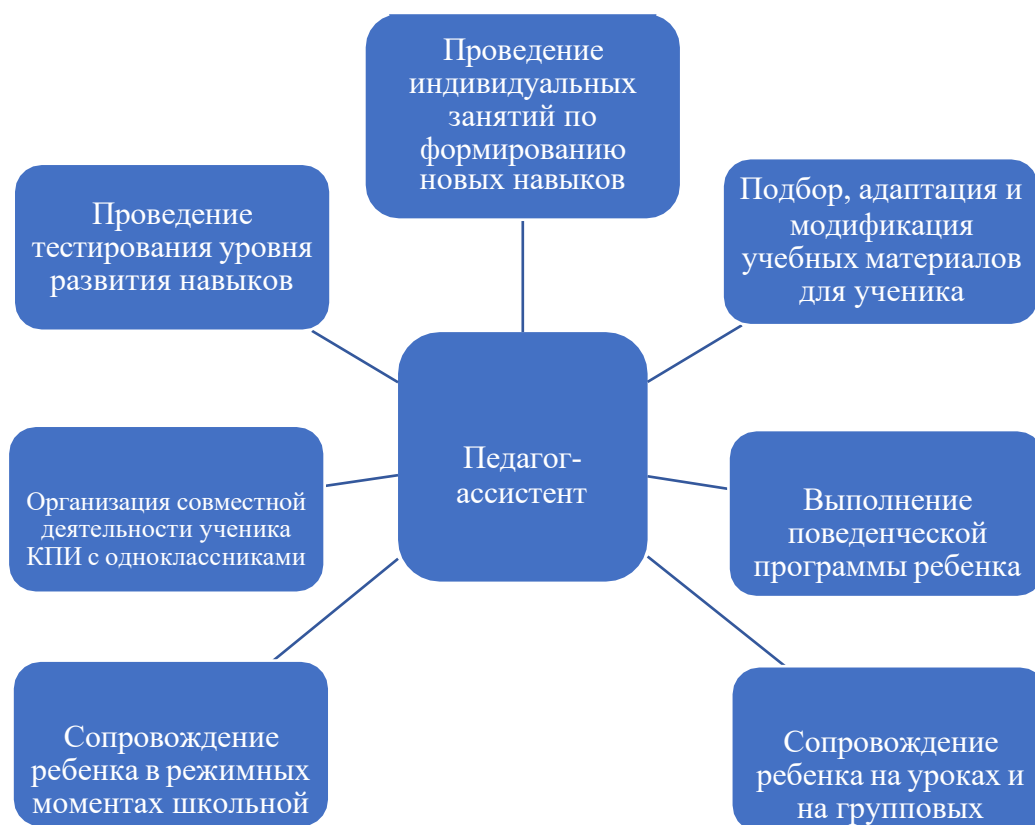 Проведение
индивидуальных
занятий по
формированию
новых навыков
Подбор, адаптация и
модификация
учебных материалов
для ученика
Проведение
тестирования уровня
развития навыков
Педагог-
ассистент
Организация совместной
деятельности ученика
КПИ с одноклассниками
Выполнение
поведенческой
программы ребенка
Сопровождение
ребенка в режимных
моментах школьной
Сопровождение
ребенка на уроках и
на групповых